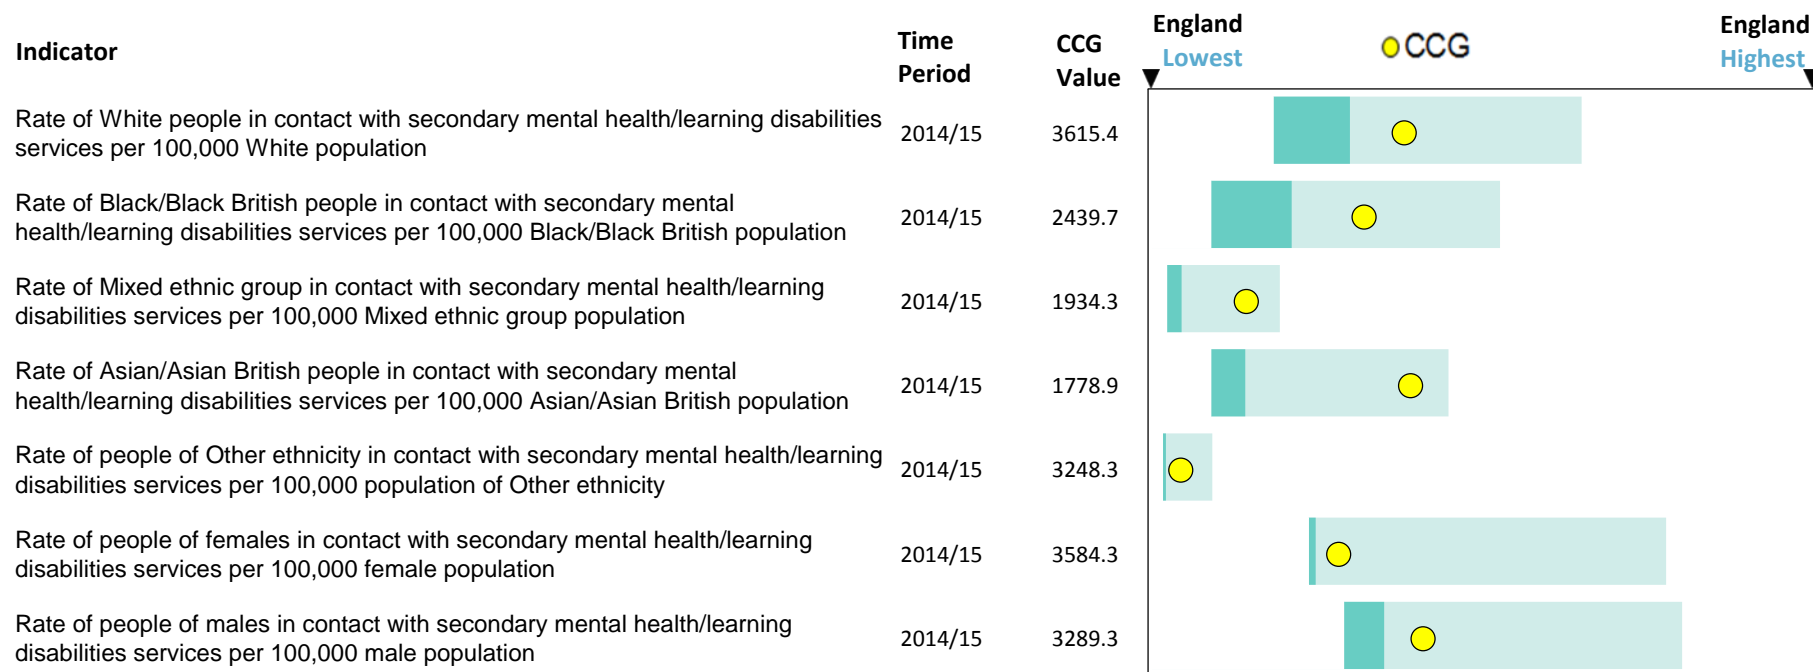 Indicator
Time Period
CCG Value
England Lowest
CCG
England Highest
Rate of White people in contact with secondary mental health/learning disabilities
services per 100,000 White population
2014/15
3615.4
Rate of Black/Black British people in contact with secondary mental
health/learning disabilities services per 100,000 Black/Black British population
2014/15
2439.7
Rate of Mixed ethnic group in contact with secondary mental health/learning
disabilities services per 100,000 Mixed ethnic group population
2014/15
1934.3
Rate of Asian/Asian British people in contact with secondary mental
health/learning disabilities services per 100,000 Asian/Asian British population
2014/15
1778.9
Rate of people of Other ethnicity in contact with secondary mental health/learning
disabilities services per 100,000 population of Other ethnicity
2014/15
3248.3
Rate of people of females in contact with secondary mental health/learning
disabilities services per 100,000 female population
2014/15
3584.3
Rate of people of males in contact with secondary mental health/learning
disabilities services per 100,000 male population
2014/15
3289.3